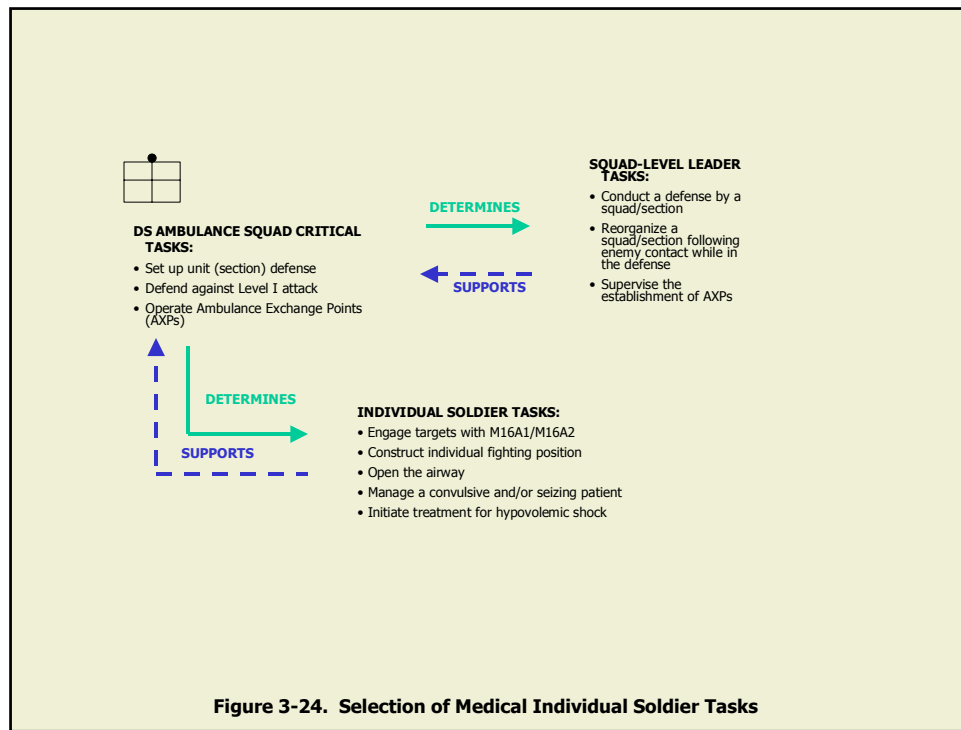 DS AMBULANCE SQUAD CRITICAL
TASKS:
• Set up unit (section) defense
• Defend against Level I attack
• Operate Ambulance Exchange Points
(AXPs)
DETERMINES
SUPPORTS
SQUAD-LEVEL LEADER
TASKS:
• Conduct a defense by a
squad/section
• Reorganize a
squad/section following
enemy contact while in
the defense
• Supervise the
establishment of AXPs
DETERMINES
SUPPORTS
INDIVIDUAL SOLDIER TASKS:
• Engage targets with M16A1/M16A2
• Construct individual fighting position
• Open the airway
• Manage a convulsive and/or seizing patient
• Initiate treatment for hypovolemic shock
Figure 3-24. Selection of Medical Individual Soldier Tasks